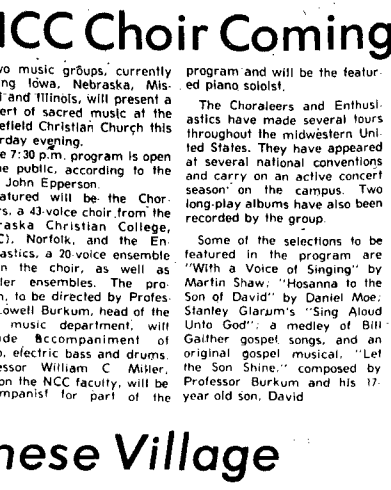 NCC Choir Coming
wo music groups, currently
ng Iowa, Nebraska, Mis-
i and Illinois, will present a
ert of sacred music at the
efield Christian Church this
rday evening.
e 7:30 p.m. program is open
e public, according to the
John Epperson.
atured will be the Chor-
rs, a 43-voice choir from the
raska Christian College,
C), Norfolk, and the En-
astics, a 20-voice ensemble
n the choir, as well as
ler ensembles. The pro-
n, to be directed by Profes-
owell Burkum, head of the
music department, will
ude accompaniment of
o, electric bass and drums.
essor William C Miller,
on the NCC faculty, will be
mpanist for part of the
program and will be the featur-
ed piano soloist.
The Choraleers and Enthusi-
astics have made several tours
throughout the midwestern Uni-
ted States. They have appeared
at several national conventions
and carry on an active concert
season on the campus. Two
long-play albums have also been
recorded by the group.
Some of the selections to be
featured in the program are
"With a Voice of Singing" by
Martin Shaw; "Hosanna to the
Son of David" by Daniel Moe;
Stanley Glarum's "Sing Aloud
Unto God"; a medley of Bill
Gaither gospel songs, and an
original gospel musical, "Let
the Son Shine," composed by
Professor Burkum and his 17-
year old son, David
nese Village